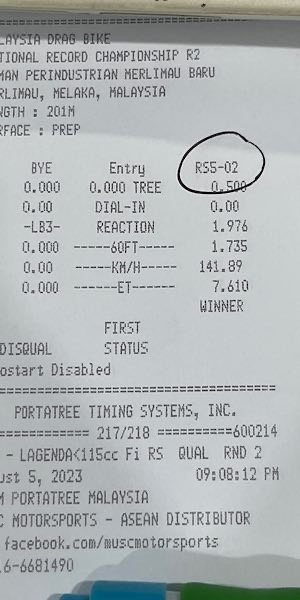 LAYSIA DRAG BIKE
TIONAL RECORD CHAMPIONSHIP R2
MAN PERINDUSTRIAN MERLIMAU BARU
RLIMAU, MELAKA, MALAYSIA
NGTH : 201M
RFACE : PREP
BYE Entry RS5-02
0.000 0.000 TREE 0.500
0.00 DIAL-IN 0.00
-LB3- REACTION 1.976
0.000 -----60FT----- 1.735
0.00 -----KM/H----- 141.89
0.000 ------ET------ 7.610
WINNER
FIRST
DISQUAL STATUS
ostart Disabled
PORTATREE TIMING SYSTEMS, INC.
=========== 217/218 ==========600214
- LAGENDA<115cc Fi RS QUAL RND 2
ust 5, 2023 09:08:12 PM
M PORTATREE MALAYSIA
C MOTORSPORTS - ASEAN DISTRIBUTOR
facebook.com/muscmotorsports
6-6681490